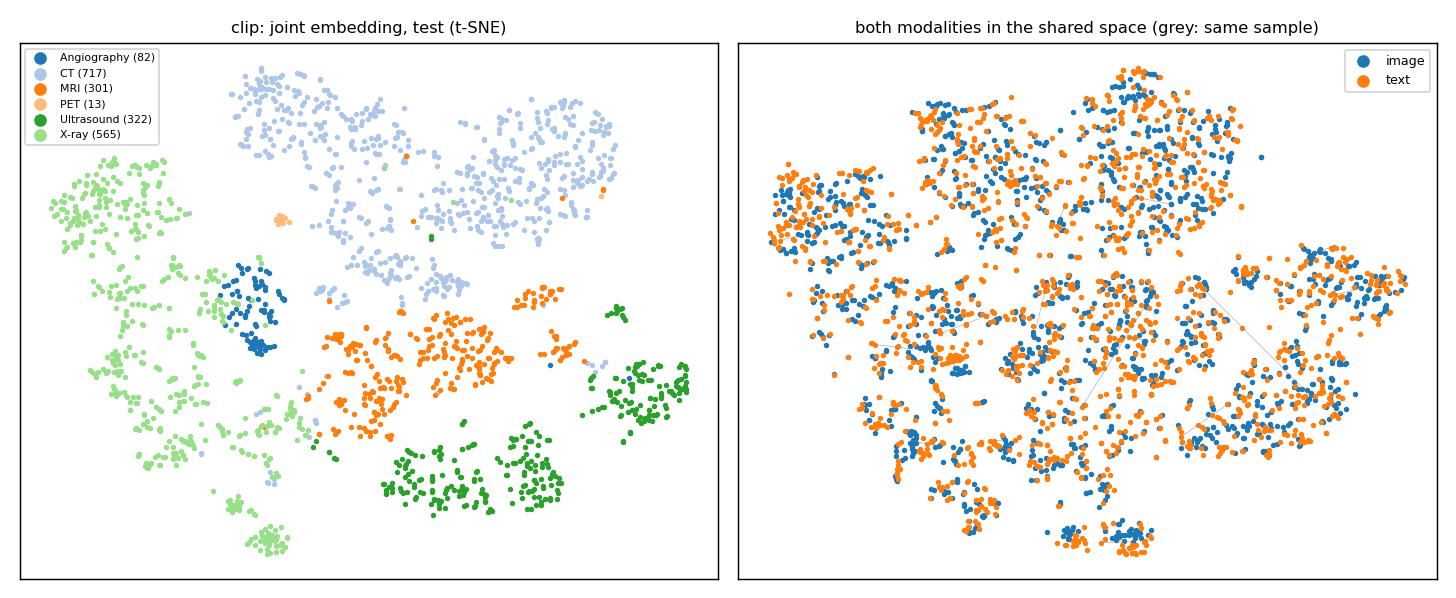 clip: joint embedding, test (t-SNE)
Angiography (82)
CT (717)
MRI (301)
PET (13)
Ultrasound (322)
X-ray (565)
both modalities in the shared space (grey: same sample)
image
text